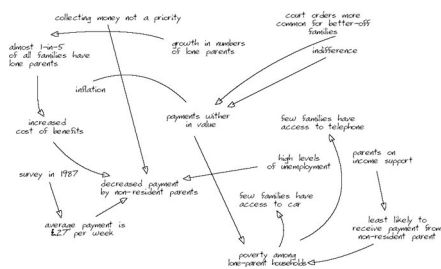 collecting money not a priority
court orders more
common for better-off
families
almost 1-in-5
of all families have
lone parents
growth in numbers
of lone parents
indifference
inflation
payments wither
in value
few families have
access to telephone
increased
cost of benefits
high levels
of unemployment
parents on
income support
survey in 1987
decreased payment
by non-resident parents
few families have
access to car
average payment is
£27 per week
least likely to
receive payment from
non-resident parent
poverty among
lone-parent households